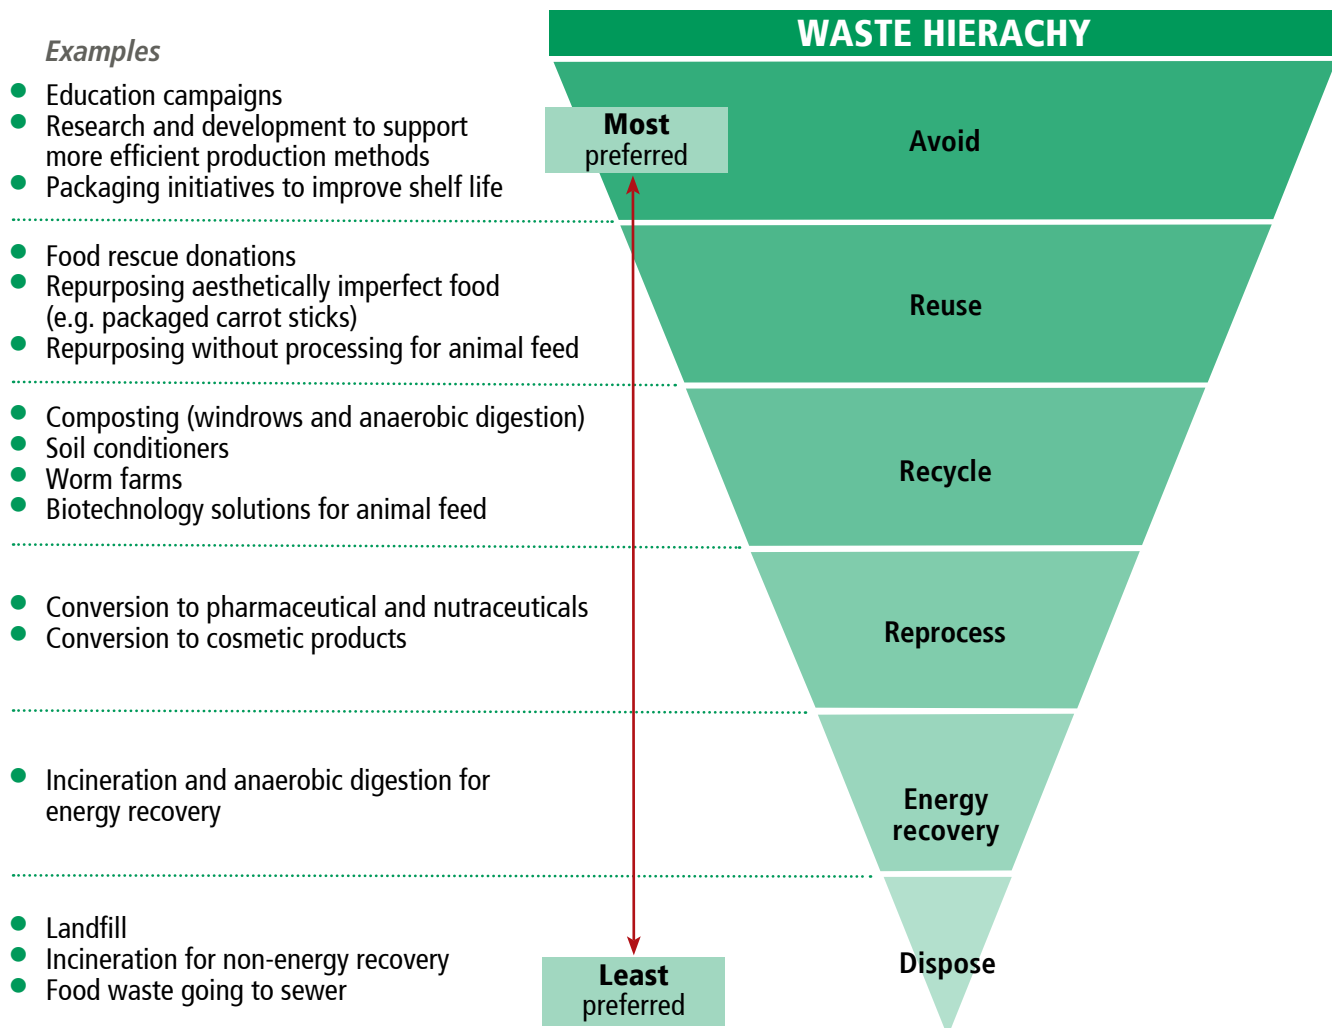 WASTE HIERACHY
Examples
Education campaigns
Research and development to support
more efficient production methods
Packaging initiatives to improve shelf life
Most
preferred
Avoid
Food rescue donations
Repurposing aesthetically imperfect food
(e.g. packaged carrot sticks)
Repurposing without processing for animal feed
Reuse
Composting (windrows and anaerobic digestion)
Soil conditioners
Worm farms
Biotechnology solutions for animal feed
Recycle
Conversion to pharmaceutical and nutraceuticals
Conversion to cosmetic products
Reprocess
Incineration and anaerobic digestion for
energy recovery
Energy
recovery
Landfill
Incineration for non-energy recovery
Food waste going to sewer
Least
preferred
Dispose